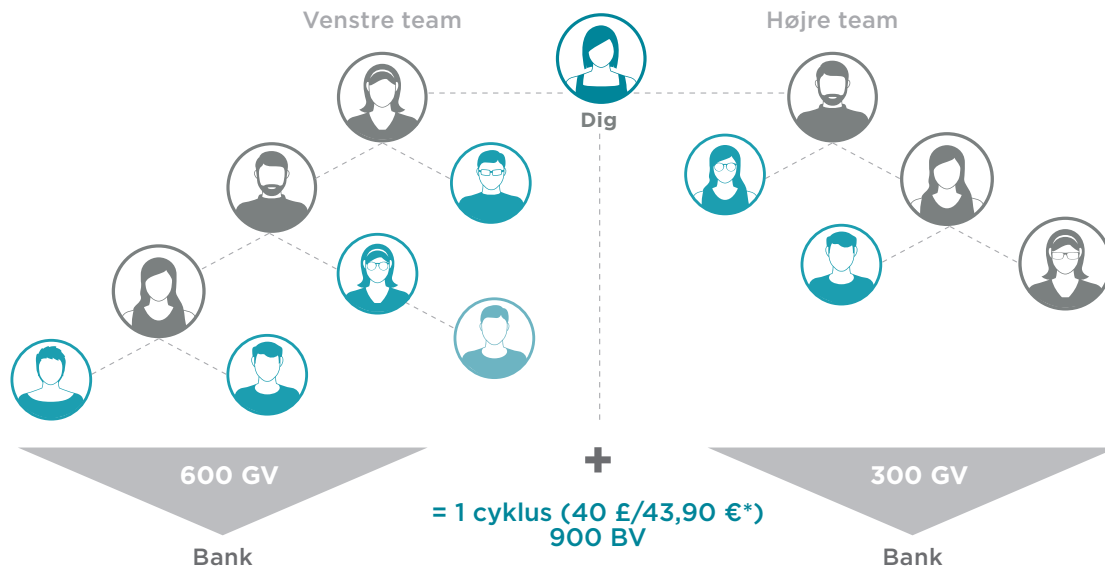 Venstre team
Højre team
Dig
600 GV
+
300 GV
= 1 cyklus (40 £/43,90 €*)
900 BV
Bank
Bank